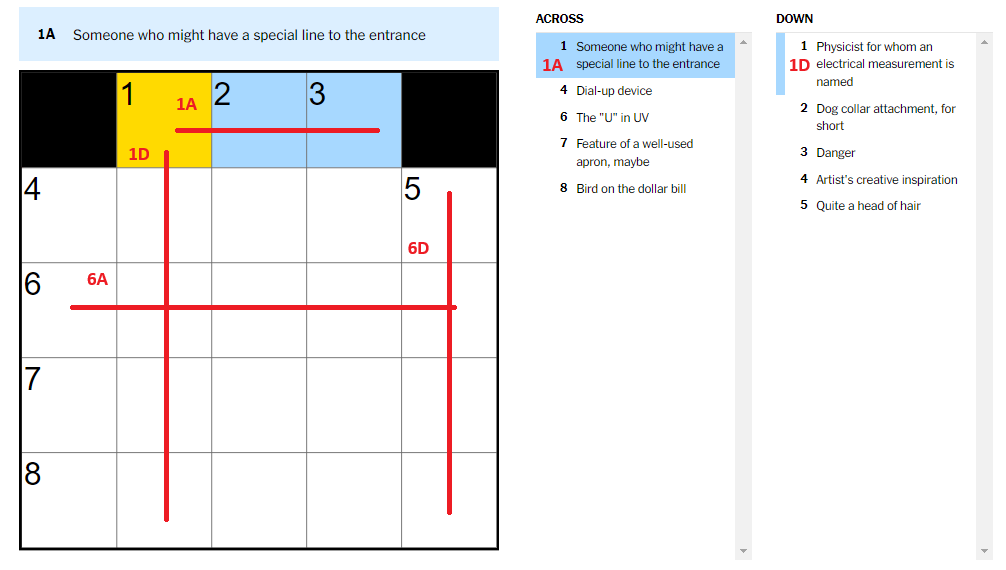 1A Someone who might have a special line to the entrance
1 1A 2 3
1D
4 5
6D
6 6A
7
8
ACROSS
1 Someone who might have a
1A special line to the entrance
4 Dial-up device
6 The "U" in UV
7 Feature of a well-used
apron, maybe
8 Bird on the dollar bill
DOWN
1 Physicist for whom an
1D electrical measurement is
named
2 Dog collar attachment, for
short
3 Danger
4 Artist's creative inspiration
5 Quite a head of hair